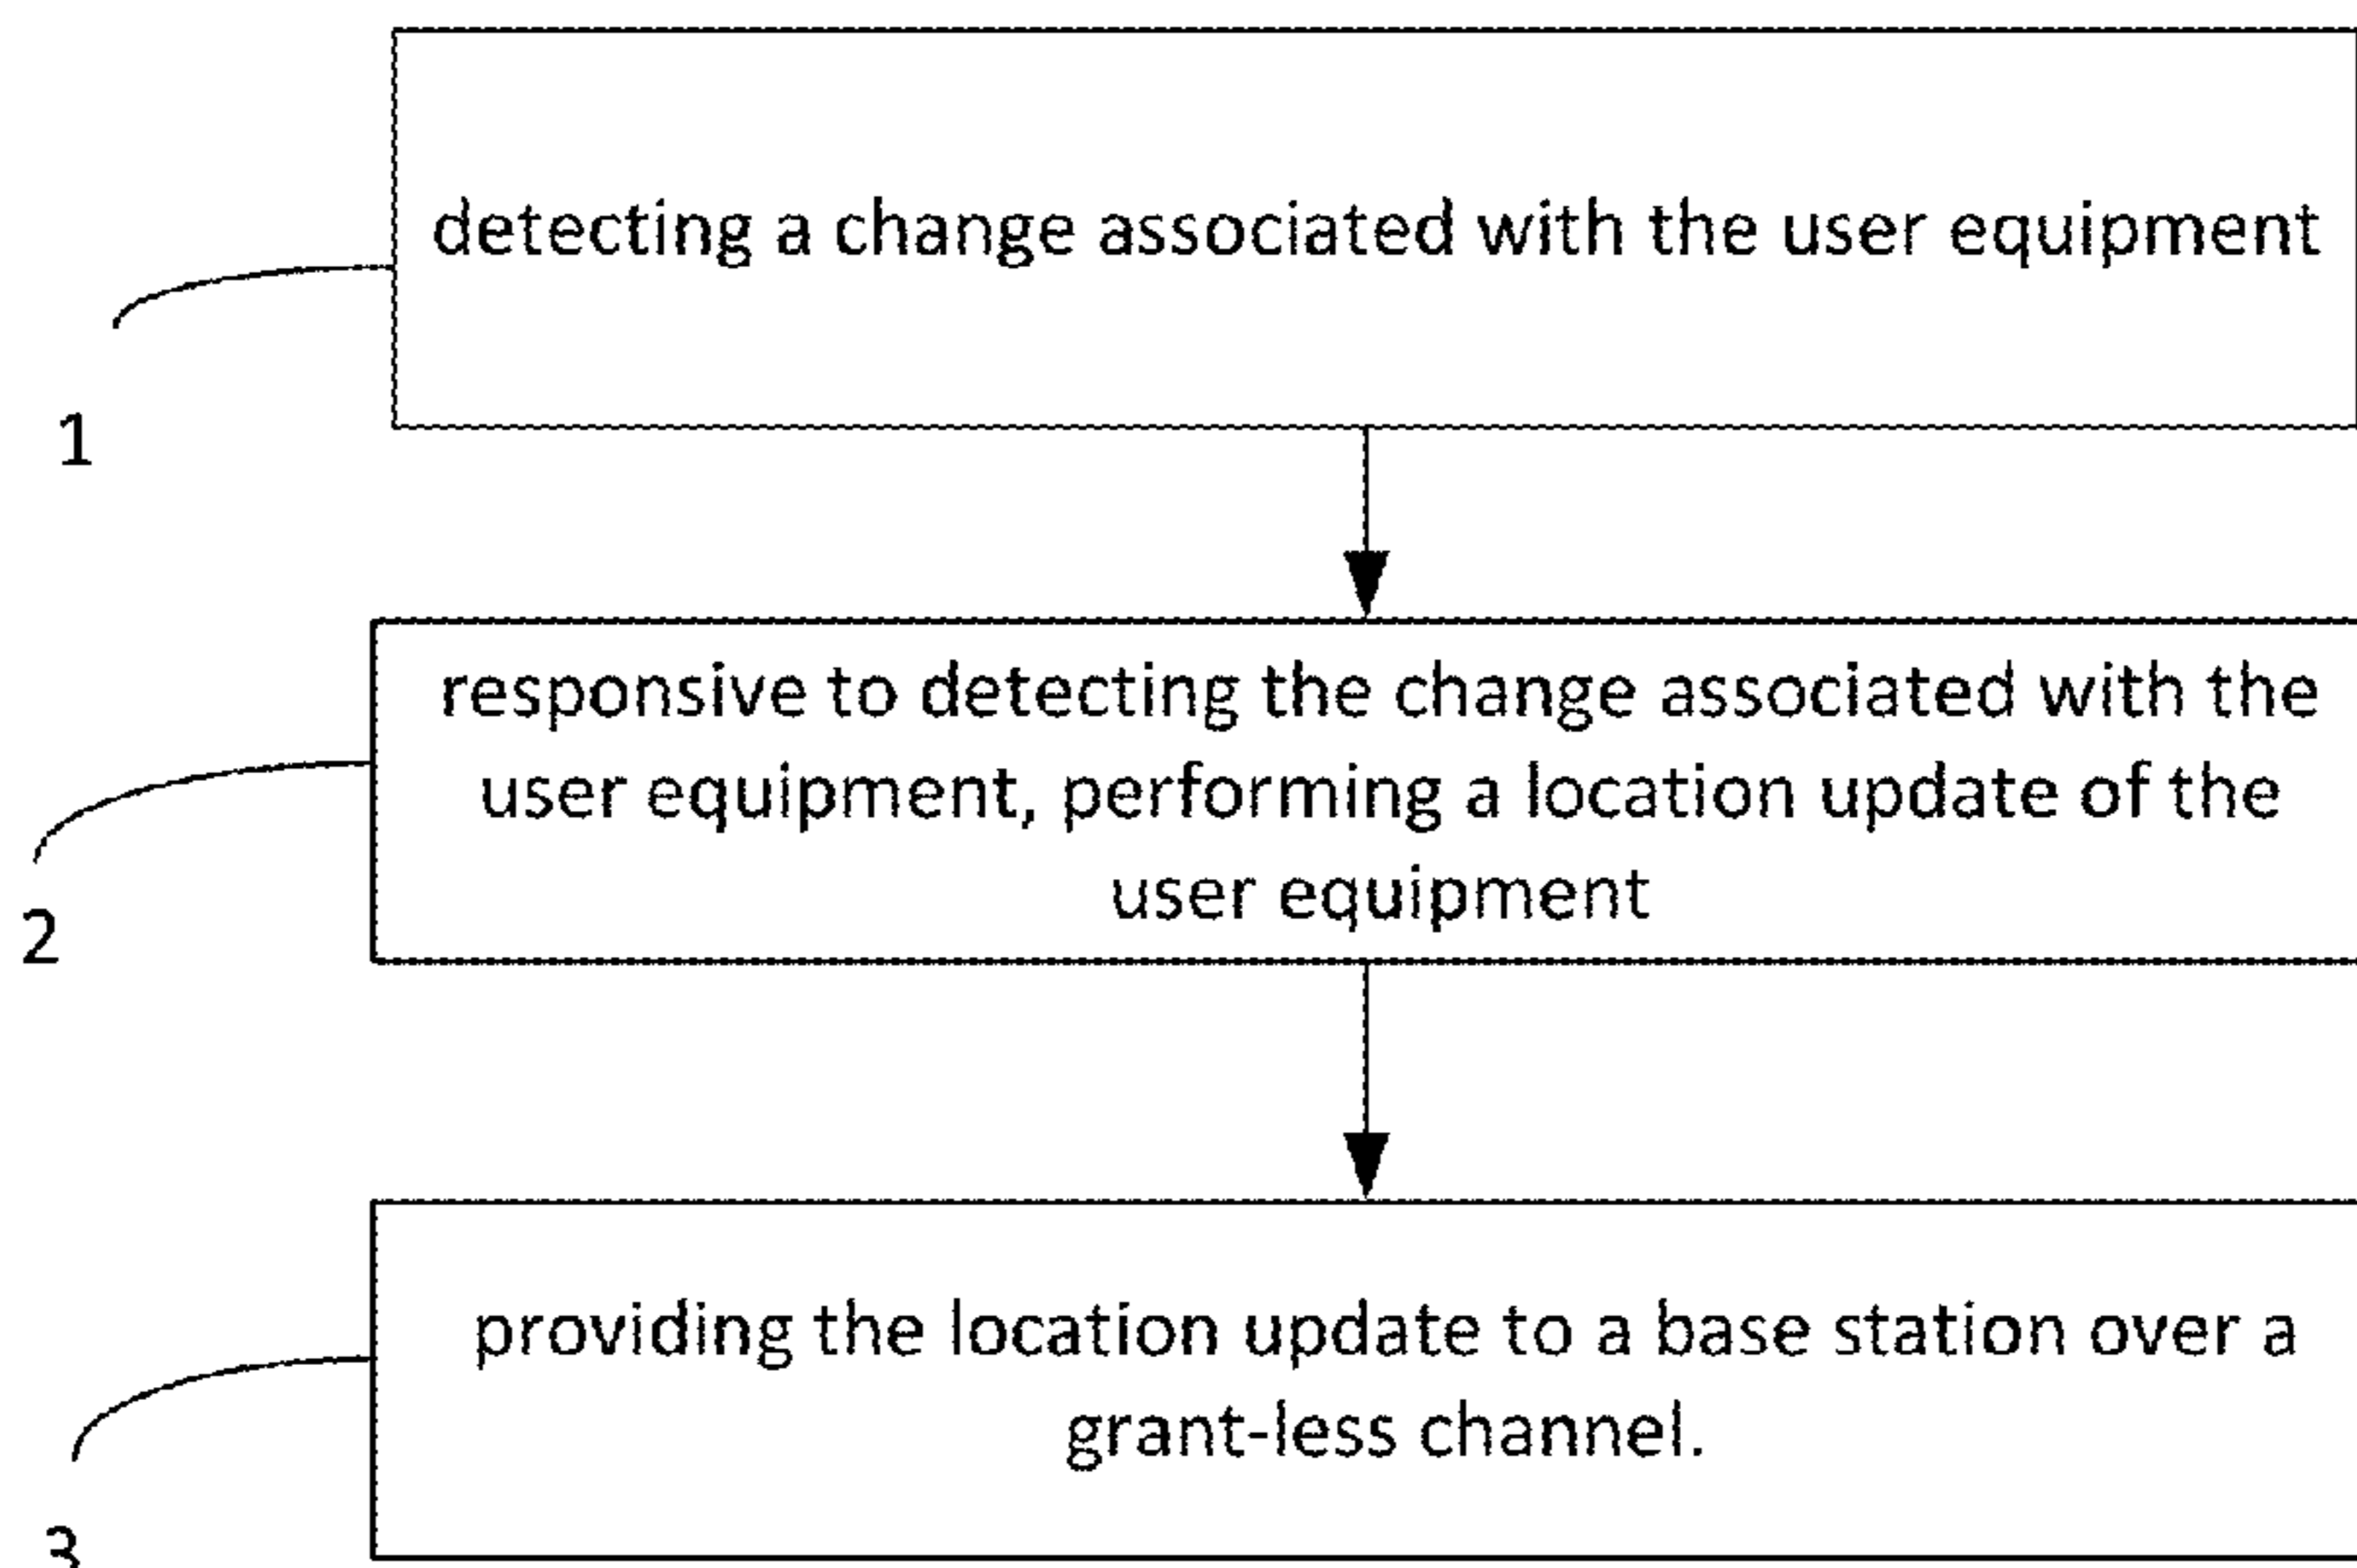 detecting a change associated with the user equipment
1
responsive to detecting the change associated with the
user equipment, performing a location update of the
user equipment
2
providing the location update to a base station over a
grant-less channel.
3